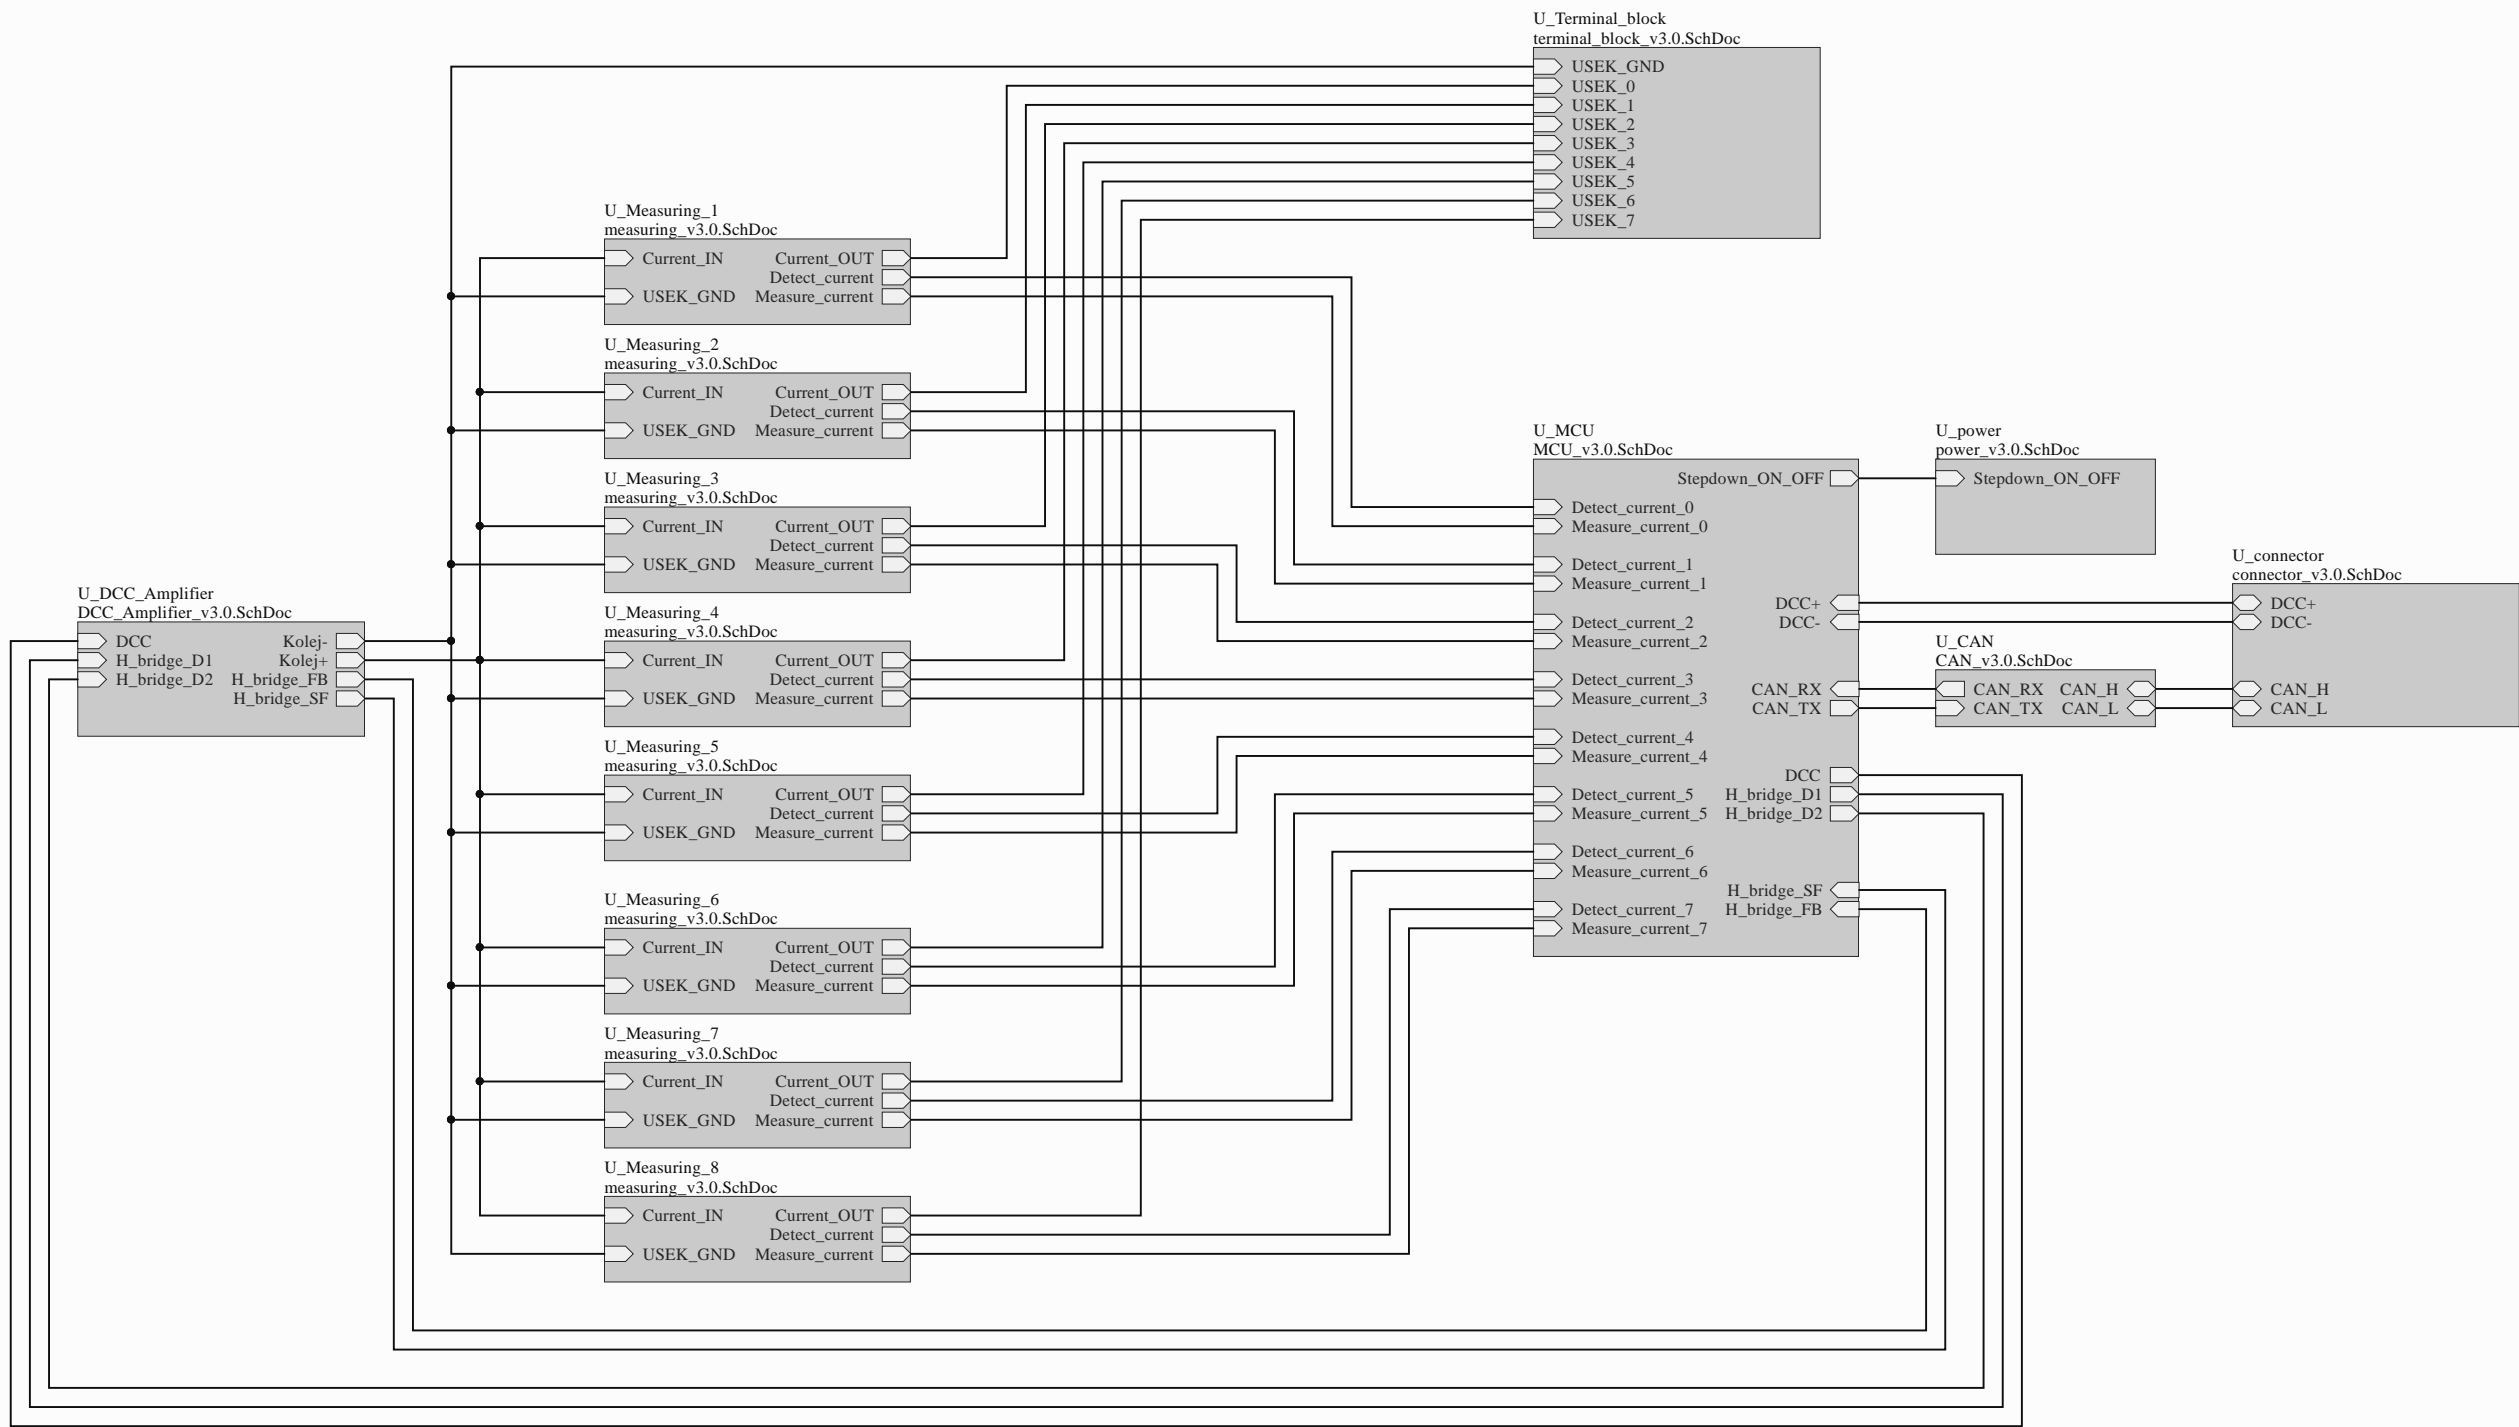 U_Terminal_block
terminal_block_v3.0.SchDoc
USEK_GND
USEK_0
USEK_1
USEK_2
USEK_3
USEK_4
USEK_5
USEK_6
USEK_7
U_Measuring_1
measuring_v3.0.SchDoc
Current_IN Current_OUT
Detect_current
USEK_GND Measure_current
U_Measuring_2
measuring_v3.0.SchDoc
Current_IN Current_OUT
Detect_current
USEK_GND Measure_current
U_Measuring_3
measuring_v3.0.SchDoc
Current_IN Current_OUT
Detect_current
USEK_GND Measure_current
U_DCC_Amplifier
DCC_Amplifier_v3.0.SchDoc
DCC Kolej-
H_bridge_D1 Kolej+
H_bridge_D2 H_bridge_FB
H_bridge_SF
U_Measuring_4
measuring_v3.0.SchDoc
Current_IN Current_OUT
Detect_current
USEK_GND Measure_current
U_Measuring_5
measuring_v3.0.SchDoc
Current_IN Current_OUT
Detect_current
USEK_GND Measure_current
U_Measuring_6
measuring_v3.0.SchDoc
Current_IN Current_OUT
Detect_current
USEK_GND Measure_current
U_Measuring_7
measuring_v3.0.SchDoc
Current_IN Current_OUT
Detect_current
USEK_GND Measure_current
U_Measuring_8
measuring_v3.0.SchDoc
Current_IN Current_OUT
Detect_current
USEK_GND Measure_current
U_MCU
MCU_v3.0.SchDoc
Stepdown_ON_OFF
Detect_current_0
Measure_current_0
Detect_current_1
Measure_current_1
DCC+
Detect_current_2 DCC-
Measure_current_2
Detect_current_3 CAN_RX
Measure_current_3 CAN_TX
Detect_current_4
Measure_current_4
DCC
Detect_current_5 H_bridge_D1
Measure_current_5 H_bridge_D2
Detect_current_6
Measure_current_6
H_bridge_SF
Detect_current_7 H_bridge_FB
Measure_current_7
U_power
power_v3.0.SchDoc
Stepdown_ON_OFF
U_CAN
CAN_v3.0.SchDoc
CAN_RX CAN_H
CAN_TX CAN_L
U_connector
connector_v3.0.SchDoc
DCC+
DCC-
CAN_H
CAN_L